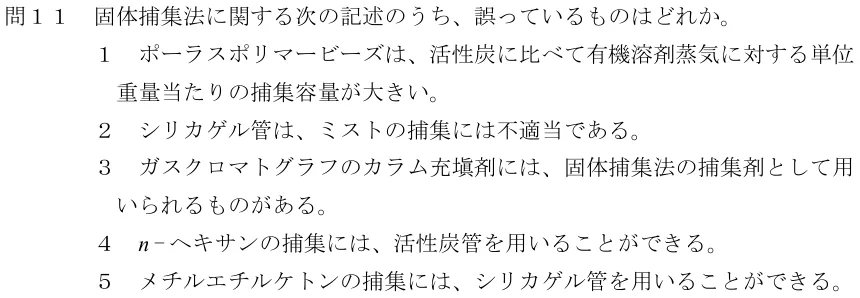 問11 固体捕集法に関する次の記述のうち、誤っているものはどれか。
1 ポーラスポリマービーズは、活性炭に比べて有機溶剤蒸気に対する単位
重量当たりの捕集容量が大きい。
2 シリカゲル管は、ミストの捕集には不適当である。
3 ガスクロマトグラフのカラム充塡剤には、固体捕集法の捕集剤として用
いられるものがある。
4 n-ヘキサンの捕集には、活性炭管を用いることができる。
5 メチルエチルケトンの捕集には、シリカゲル管を用いることができる。